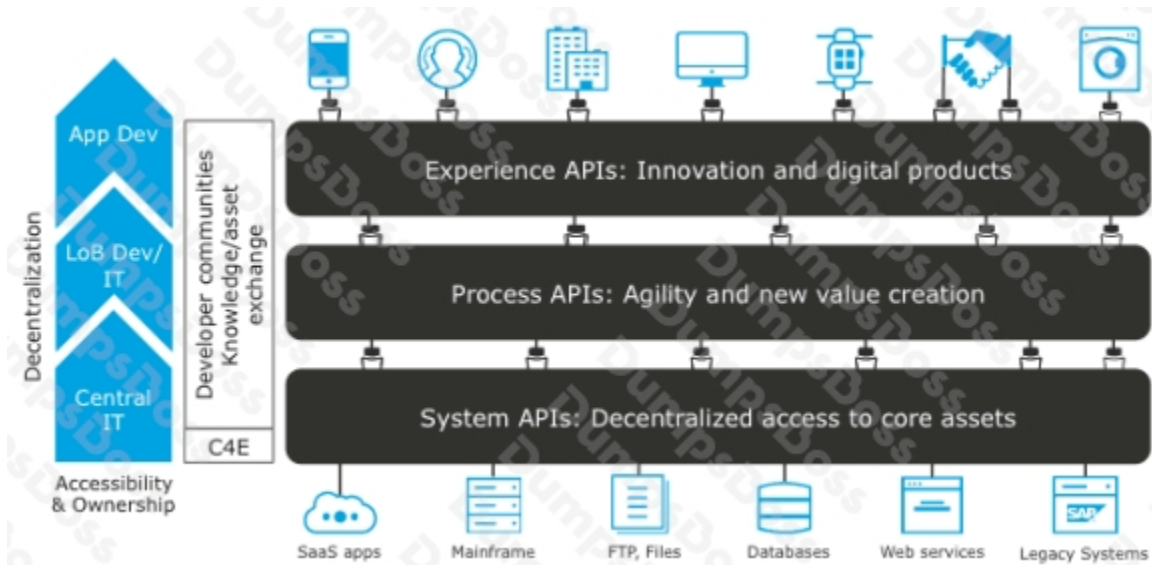 App Dev
LoB Dev/
IT
Central
IT
Decentralization
Accessibility
& Ownership
Developer communities
Knowledge/asset
exchange
C4E
Experience APIs: Innovation and digital products
Process APIs: Agility and new value creation
System APIs: Decentralized access to core assets
SAP
SaaS apps
Mainframe
FTP, Files
Databases
Web services
Legacy Systems
DumpsDoss